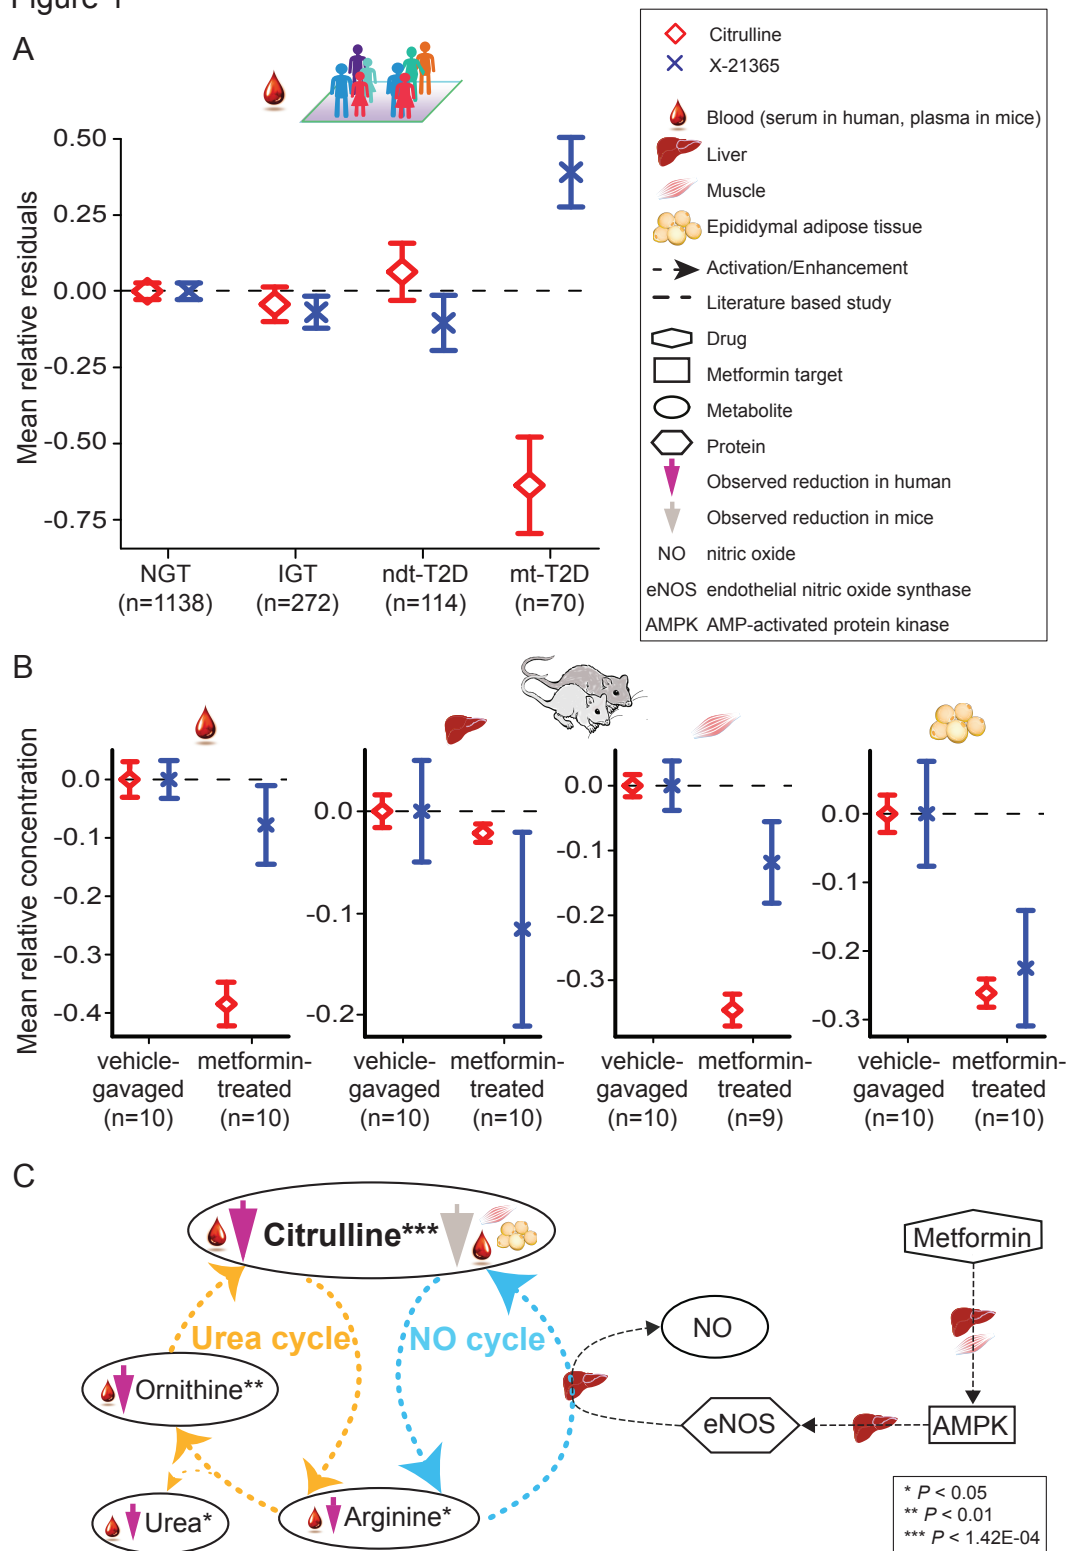 A
Citrulline
X-21365
Blood (serum in human, plasma in mice)
Liver
Muscle
Epididymal adipose tissue
Activation/Enhancement
Literature based study
Drug
Metformin target
Metabolite
Protein
Observed reduction in human
Observed reduction in mice
NO nitric oxide
eNOS endothelial nitric oxide synthase
AMPK AMP-activated protein kinase
Mean relative residuals
0.50
0.25
0.00
-0.25
-0.50
-0.75
NGT IGT ndt-T2D mt-T2D
(n=1138) (n=272) (n=114) (n=70)
B
Mean relative concentration
0.0
-0.1
-0.2
-0.3
-0.4
vehicle-
gavaged
(n=10)
metformin-
treated
(n=10)
0.0
-0.1
-0.2
vehicle-
gavaged
(n=10)
metformin-
treated
(n=10)
0.0
-0.1
-0.2
-0.3
vehicle-
gavaged
(n=10)
metformin-
treated
(n=9)
0.0
-0.1
-0.2
-0.3
vehicle-
gavaged
(n=10)
metformin-
treated
(n=10)
C
Citrulline***
Metformin
Urea cycle
NO cycle
NO
Ornithine**
eNOS
AMPK
Urea*
Arginine*
* P < 0.05
** P < 0.01
*** P < 1.42E-04